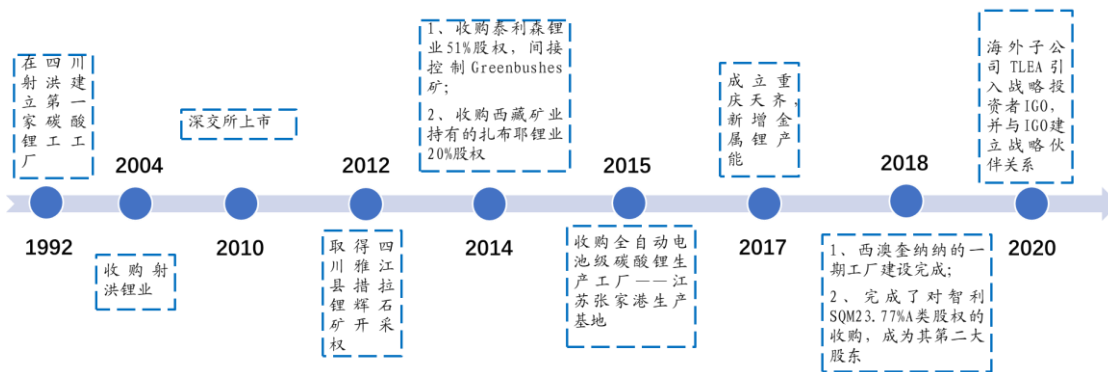 在四川
射洪建
立第一
家碳酸
锂工工
厂
1992
2004
收购射
洪锂业
深交所上市
2010
2012
取得四
川雅江
县措拉
锂辉石
矿开采
权
1、收购泰利森锂
业51%股权，间接
控制Greenbushes
矿；
2、收购西藏矿业
持有的扎布耶锂业
20%股权
2014
2015
收购全自动电
池级碳酸锂生
产工厂——江
苏张家港生产
基地
成立重
庆天齐，
新增金
属锂产
能
2017
2018
1、西澳奎纳纳的一
期工厂建设完成；
2、完成了对智利
SQM23.77%A类股权的
收购，成为其第二大
股东
海外子公
司TLEA引
入战略投
资者IGO，
并与IGO建
立战略伙
伴关系
2020